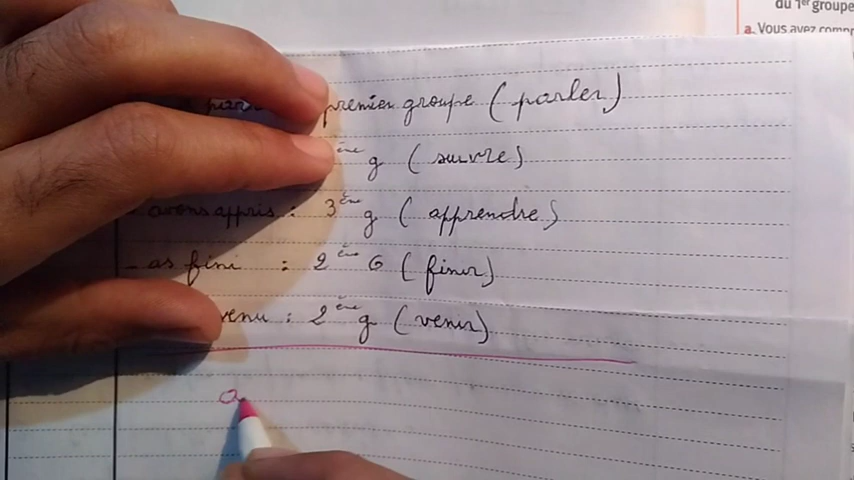 du 1er groupe
a. Vous avez
premier groupe (parler)
ème g (suivre)
- avons appris : 3ème g (apprendre)
- as fini : 2ème G (finir)
venu : 2ème g (venir)
a